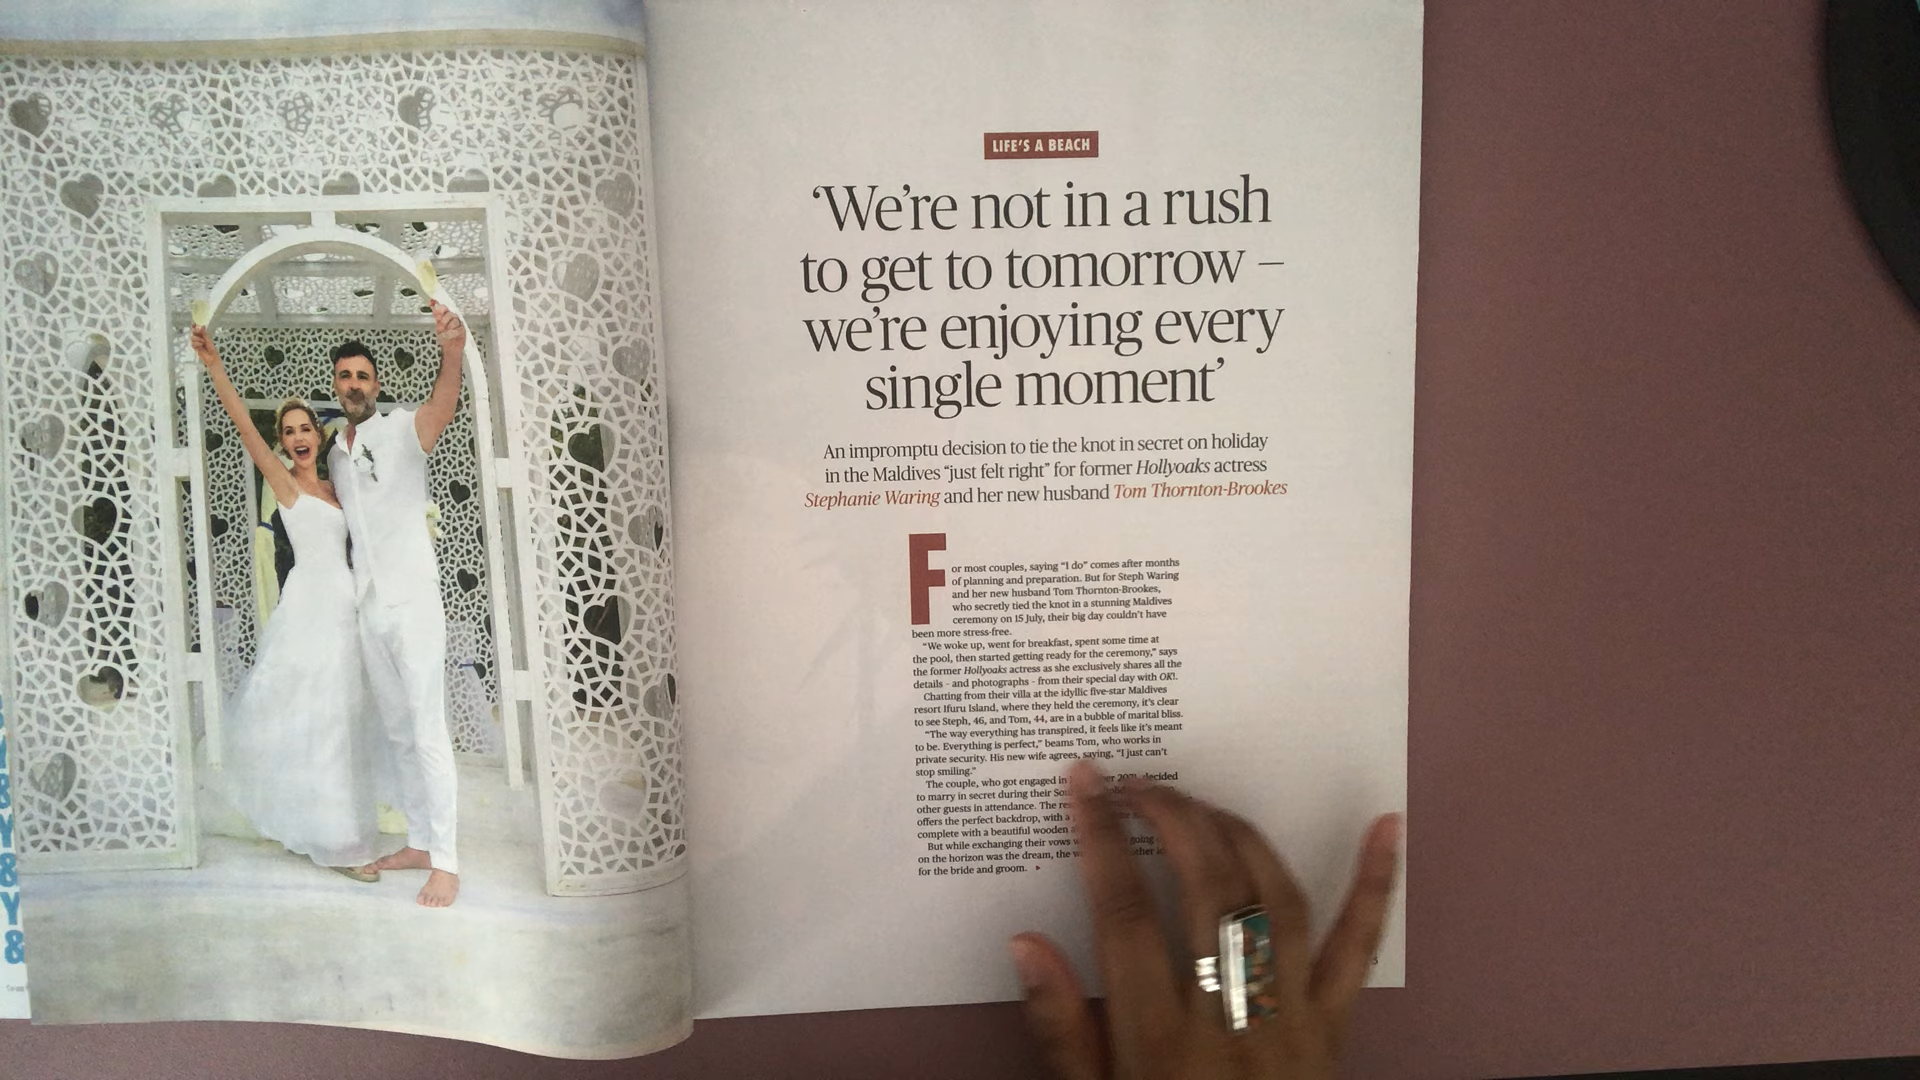 LIFE'S A BEACH
‘We’re not in a rush
to get to tomorrow –
we’re enjoying every
single moment’
An impromptu decision to tie the knot in secret on holiday
in the Maldives “just felt right” for former Hollyoaks actress
Stephanie Waring and her new husband Tom Thornton-Brookes
For most couples, saying “I do” comes after months
of planning and preparation. But for Steph Waring
and her new husband Tom Thornton-Brookes,
who secretly tied the knot in a stunning Maldives
ceremony on 15 July, their big day couldn’t have
been more stress-free.
“We woke up, went for breakfast, spent some time at
the pool, then started getting ready for the ceremony,” says
the former Hollyoaks actress as she exclusively shares all the
details - and photographs - from their special day with OK!.
Chatting from their villa at the idyllic five-star Maldives
resort Ifuru Island, where they held the ceremony, it’s clear
to see Steph, 46, and Tom, 44, are in a bubble of marital bliss.
“The way everything has transpired, it feels like it’s meant
to be. Everything is perfect,” beams Tom, who works in
private security. His new wife agrees, saying, “I just can’t
stop smiling.”
The couple, who got engaged in decided
to marry in secret during their
other guests in attendance. The
offers the perfect backdrop, with a
complete with a beautiful wooden
But while exchanging their vows going
on the horizon was the dream, the
for the bride and groom.
Y
&
Y
&